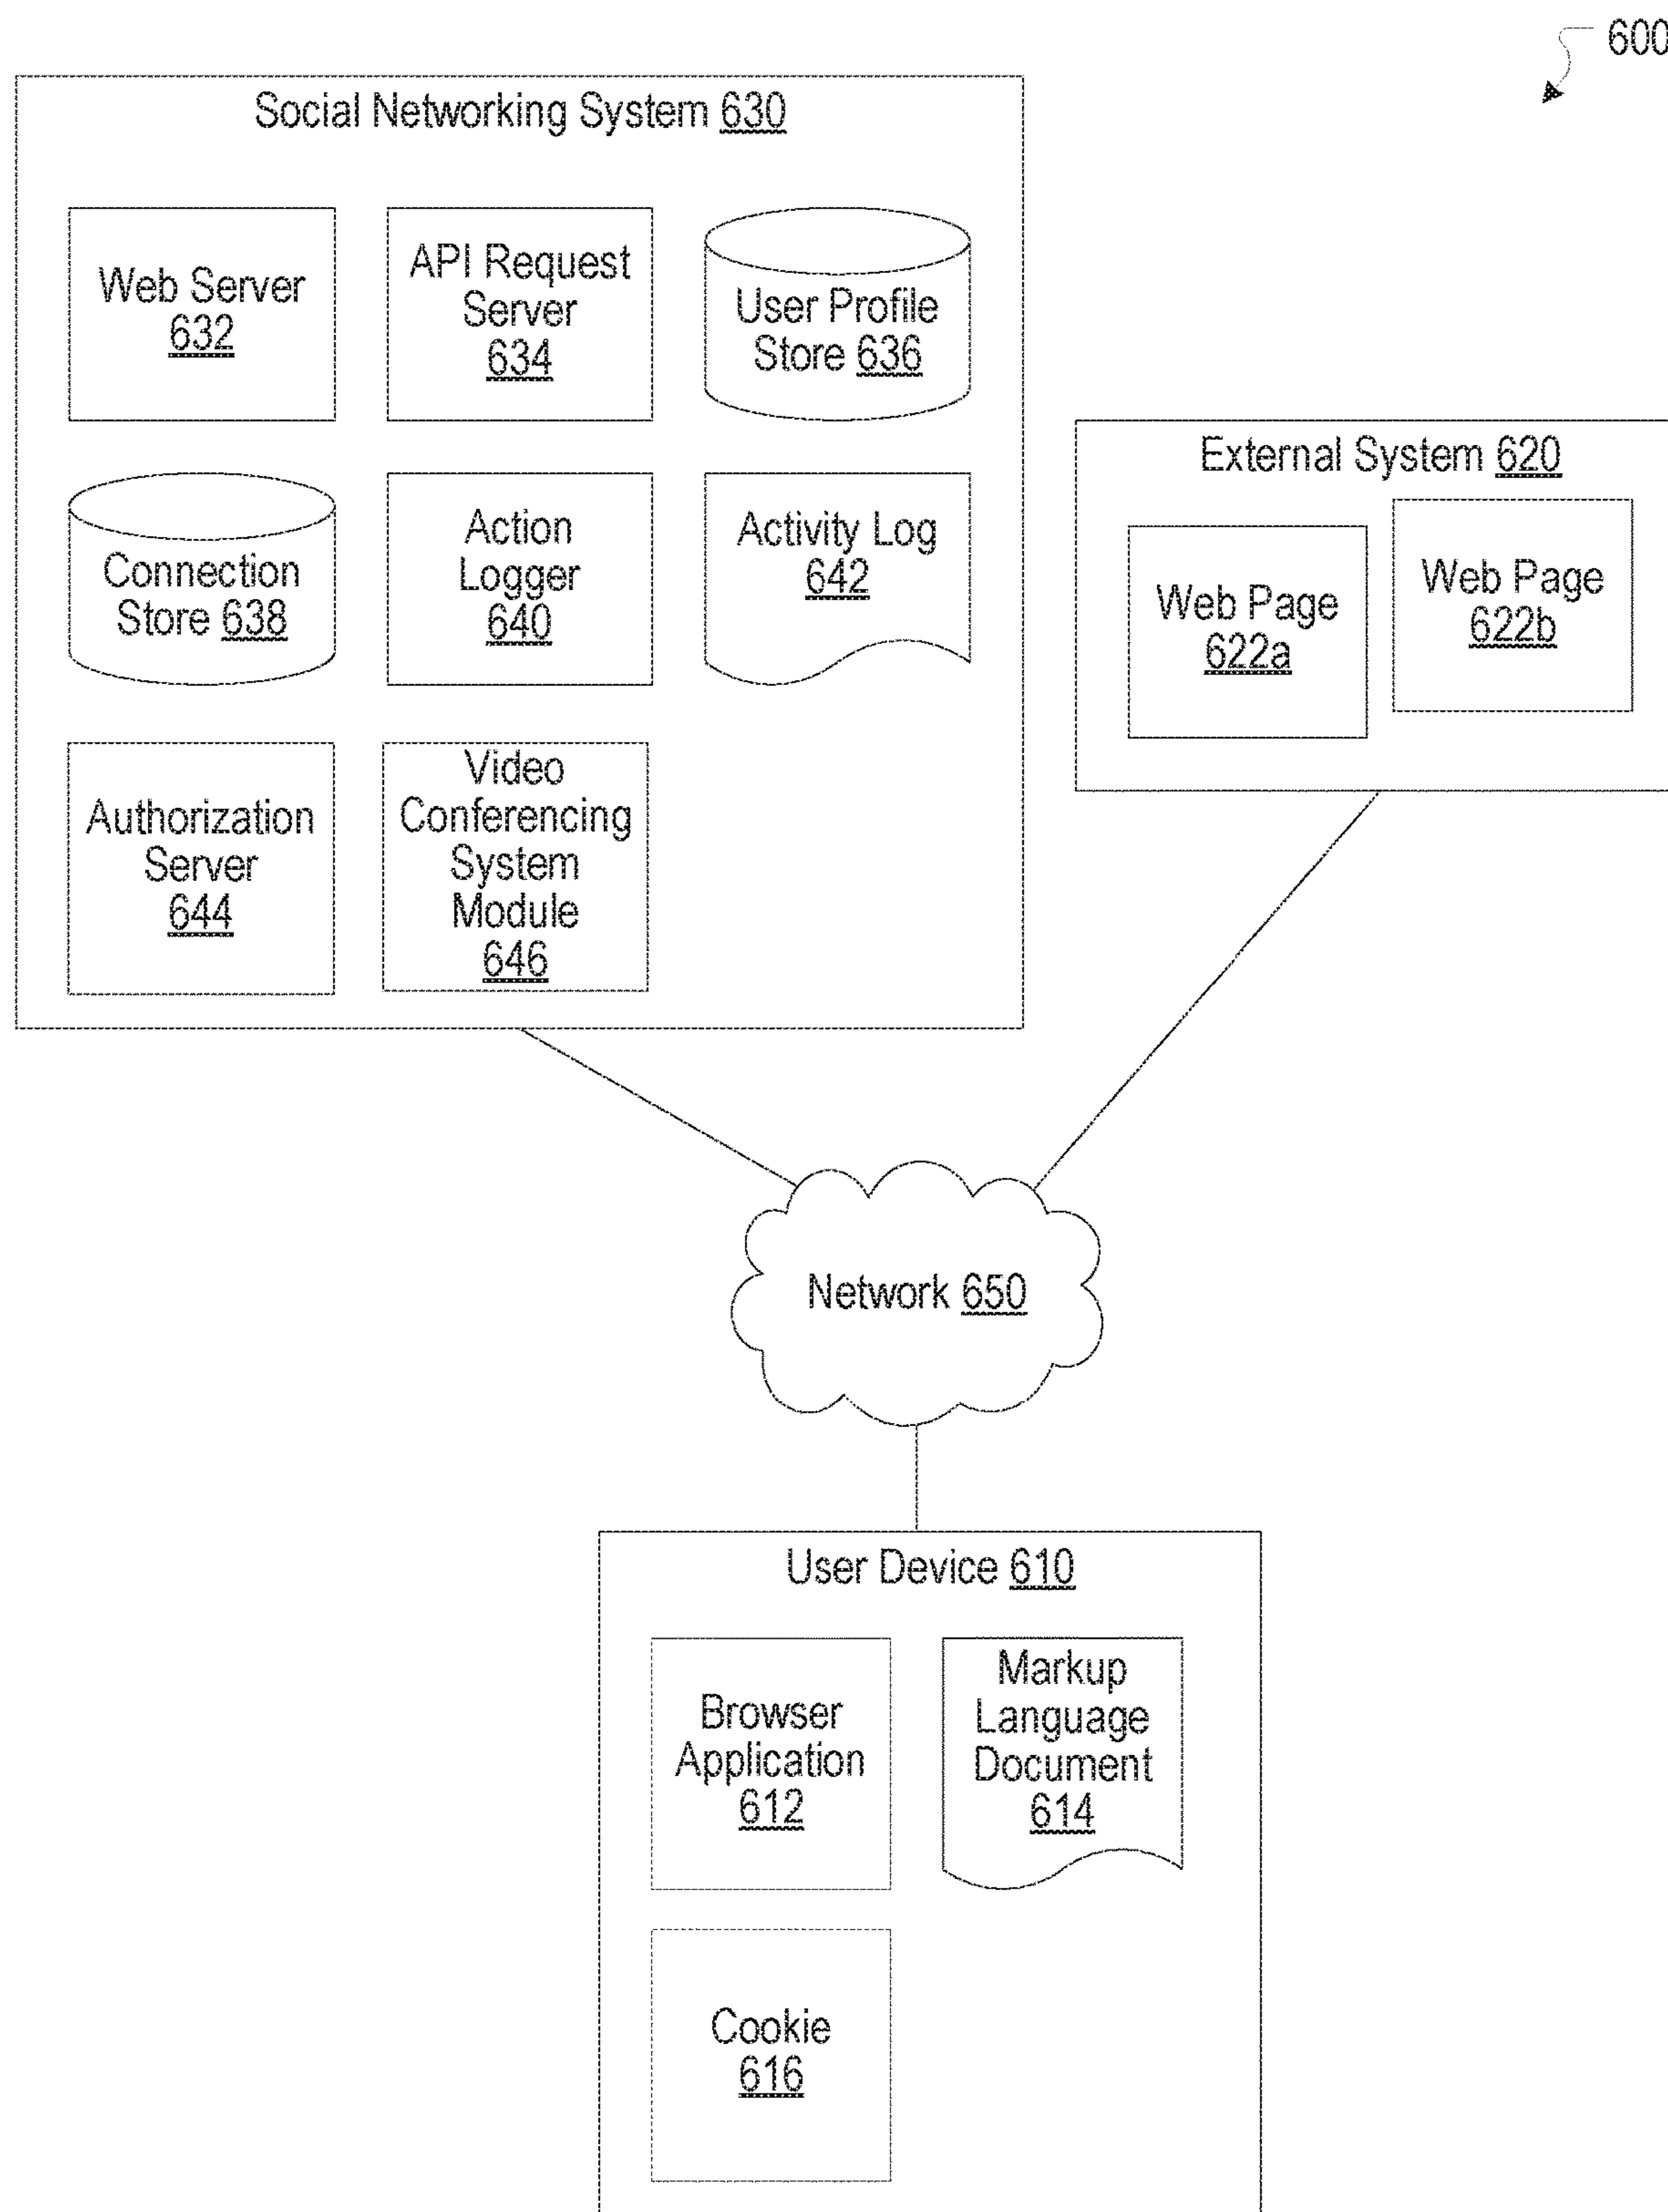 600
Social Networking System 630
Web Server
632
API Request
Server
634
User Profile
Store 636
Connection
Store 638
Action
Logger
640
Activity Log
642
Authorization
Server
644
Video
Conferencing
System
Module
646
External System 620
Web Page
622a
Web Page
622b
Network 650
User Device 610
Browser
Application
612
Markup
Language
Document
614
Cookie
616